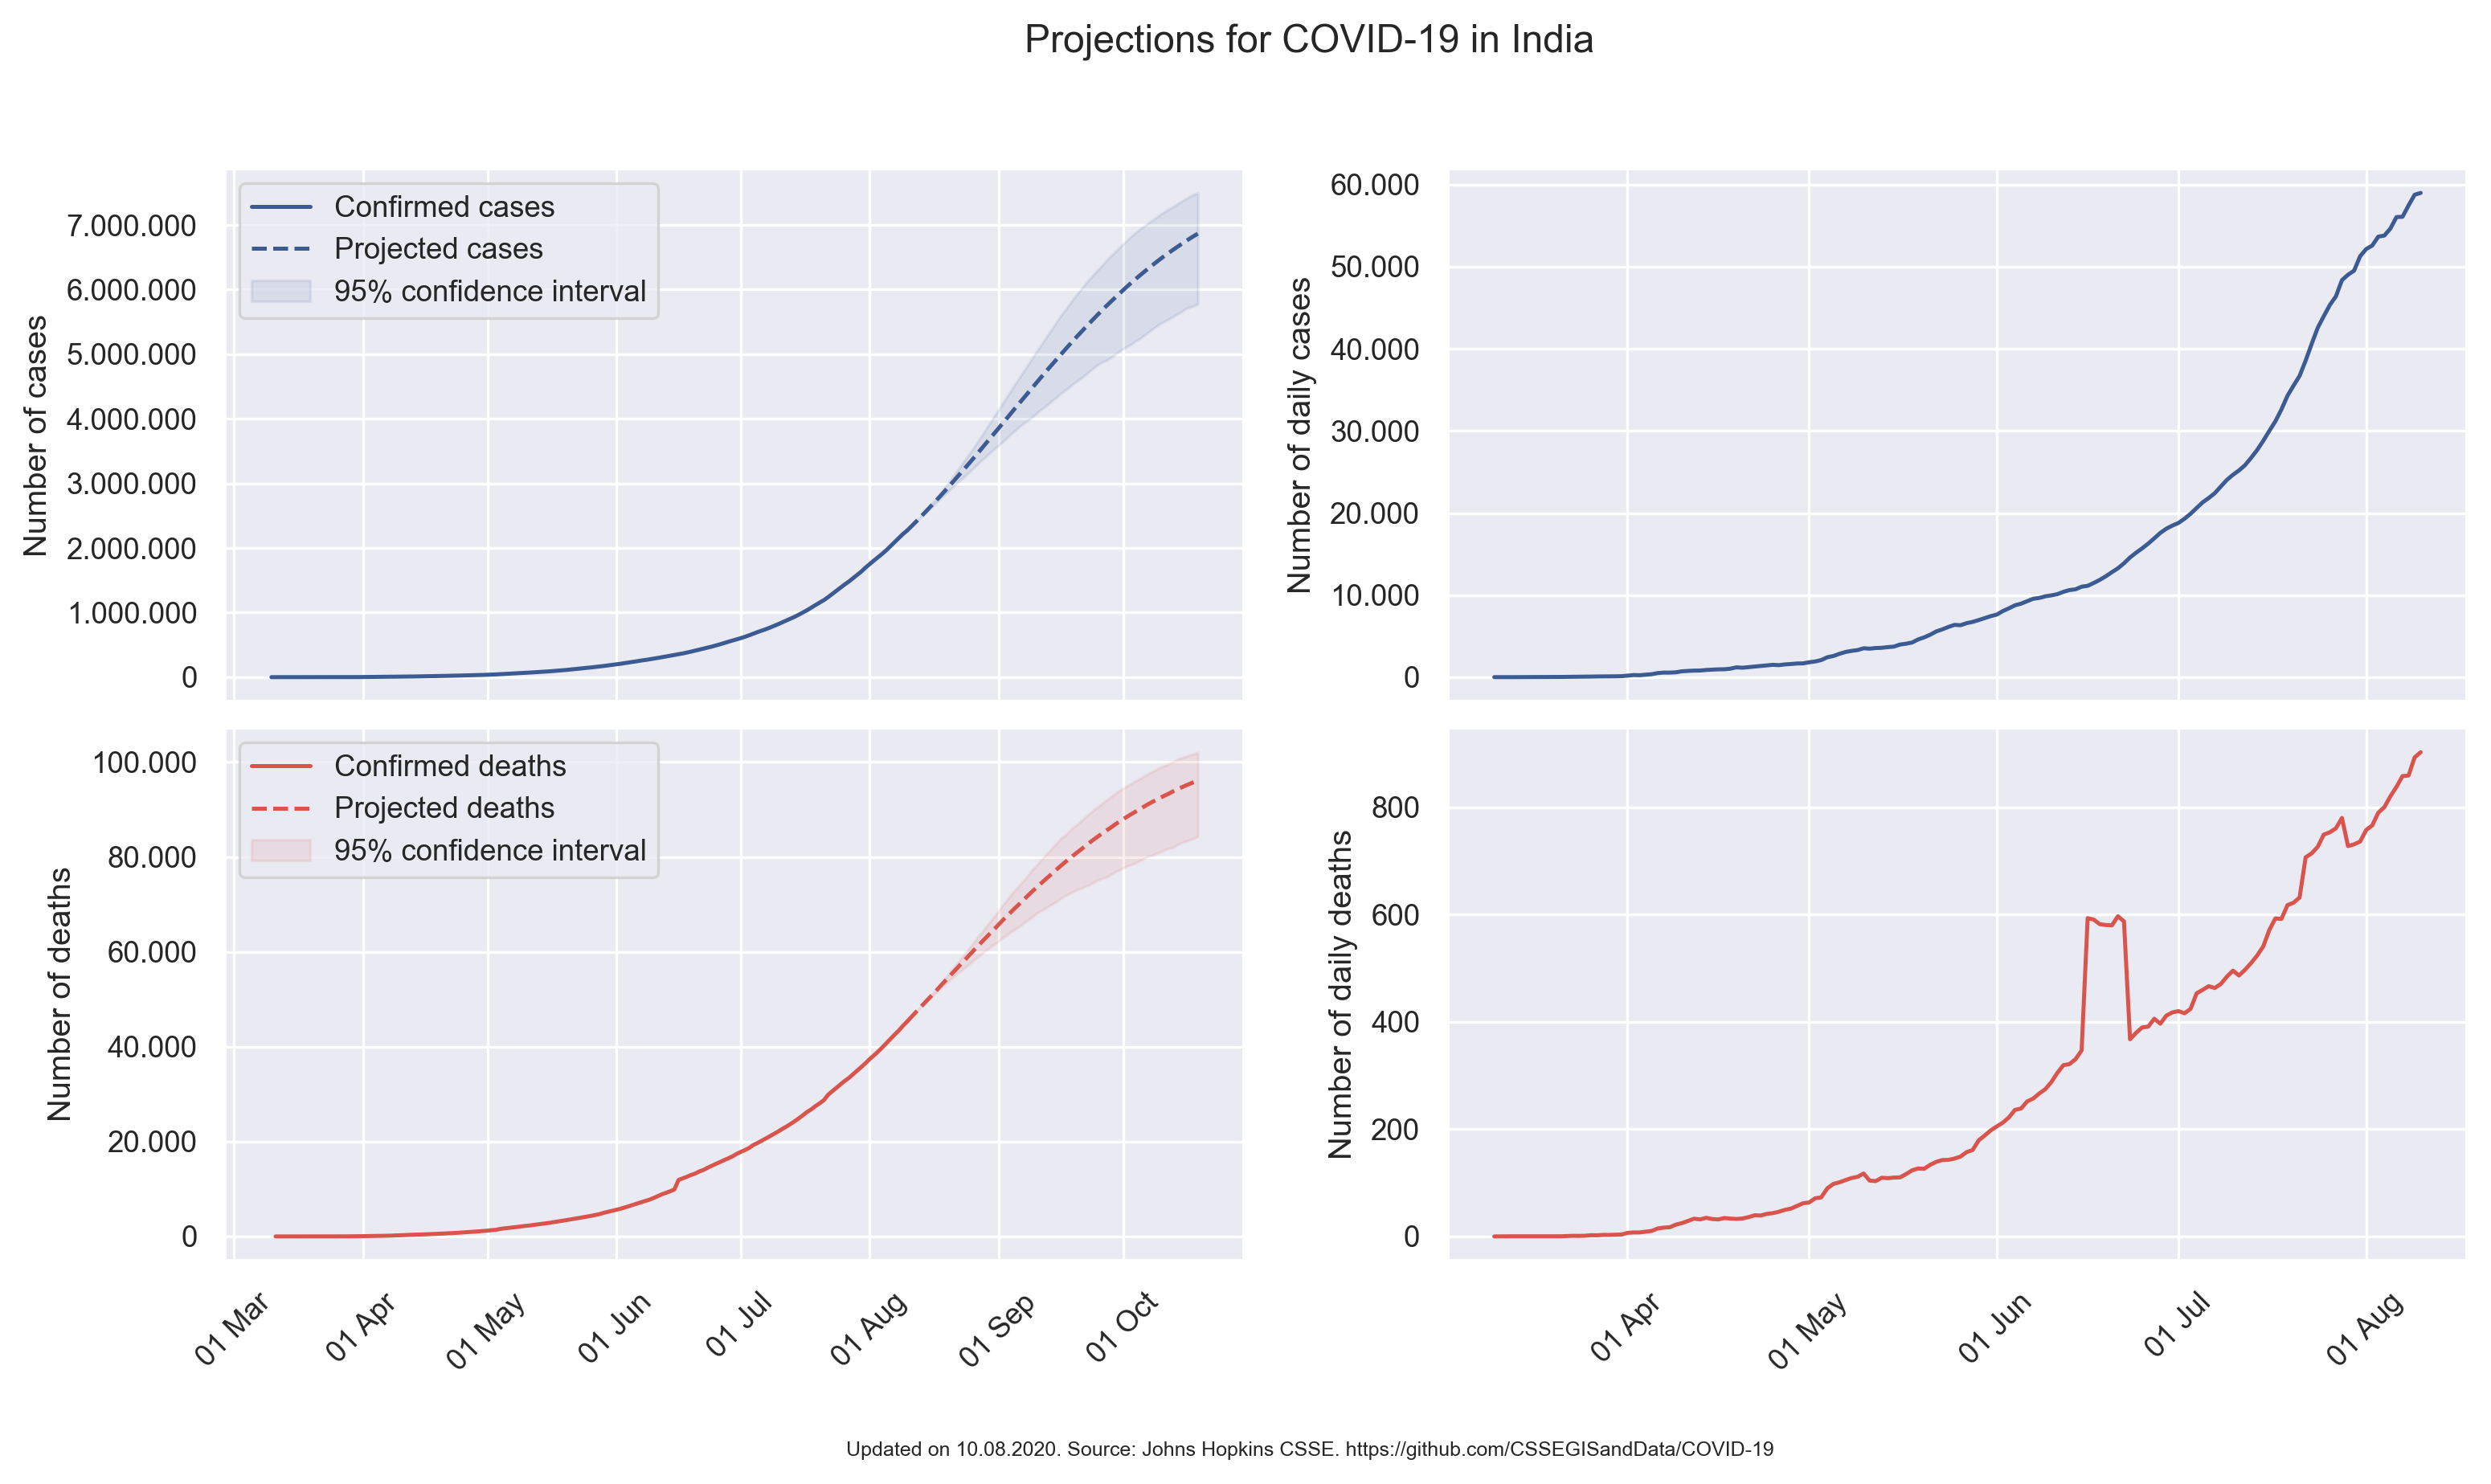 Projections for COVID-19 in India
Number of cases
7.000.000
6.000.000
5.000.000
4.000.000
3.000.000
2.000.000
1.000.000
0
Confirmed cases
Projected cases
95% confidence interval
Number of daily cases
60.000
50.000
40.000
30.000
20.000
10.000
0
Number of deaths
100.000
80.000
60.000
40.000
20.000
0
Confirmed deaths
Projected deaths
95% confidence interval
01 Mar
01 Apr
01 May
01 Jun
01 Jul
01 Aug
01 Sep
01 Oct
Number of daily deaths
800
600
400
200
0
01 Apr
01 May
01 Jun
01 Jul
01 Aug
Updated on 10.08.2020. Source: Johns Hopkins CSSE. https://github.com/CSSEGISandData/COVID-19